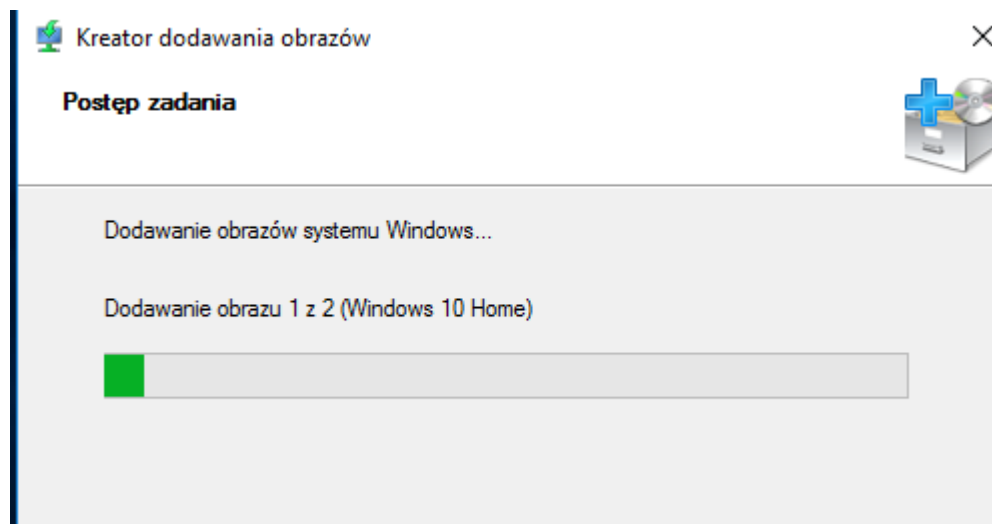 Kreator dodawania obrazów
Postęp zadania
Dodawanie obrazów systemu Windows...
Dodawanie obrazu 1 z 2 (Windows 10 Home)